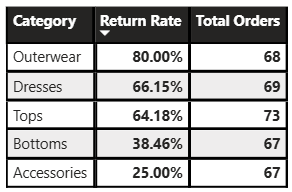 Category Return Rate Total Orders
Outerwear 80.00% 68
Dresses 66.15% 69
Tops 64.18% 73
Bottoms 38.46% 67
Accessories 25.00% 67